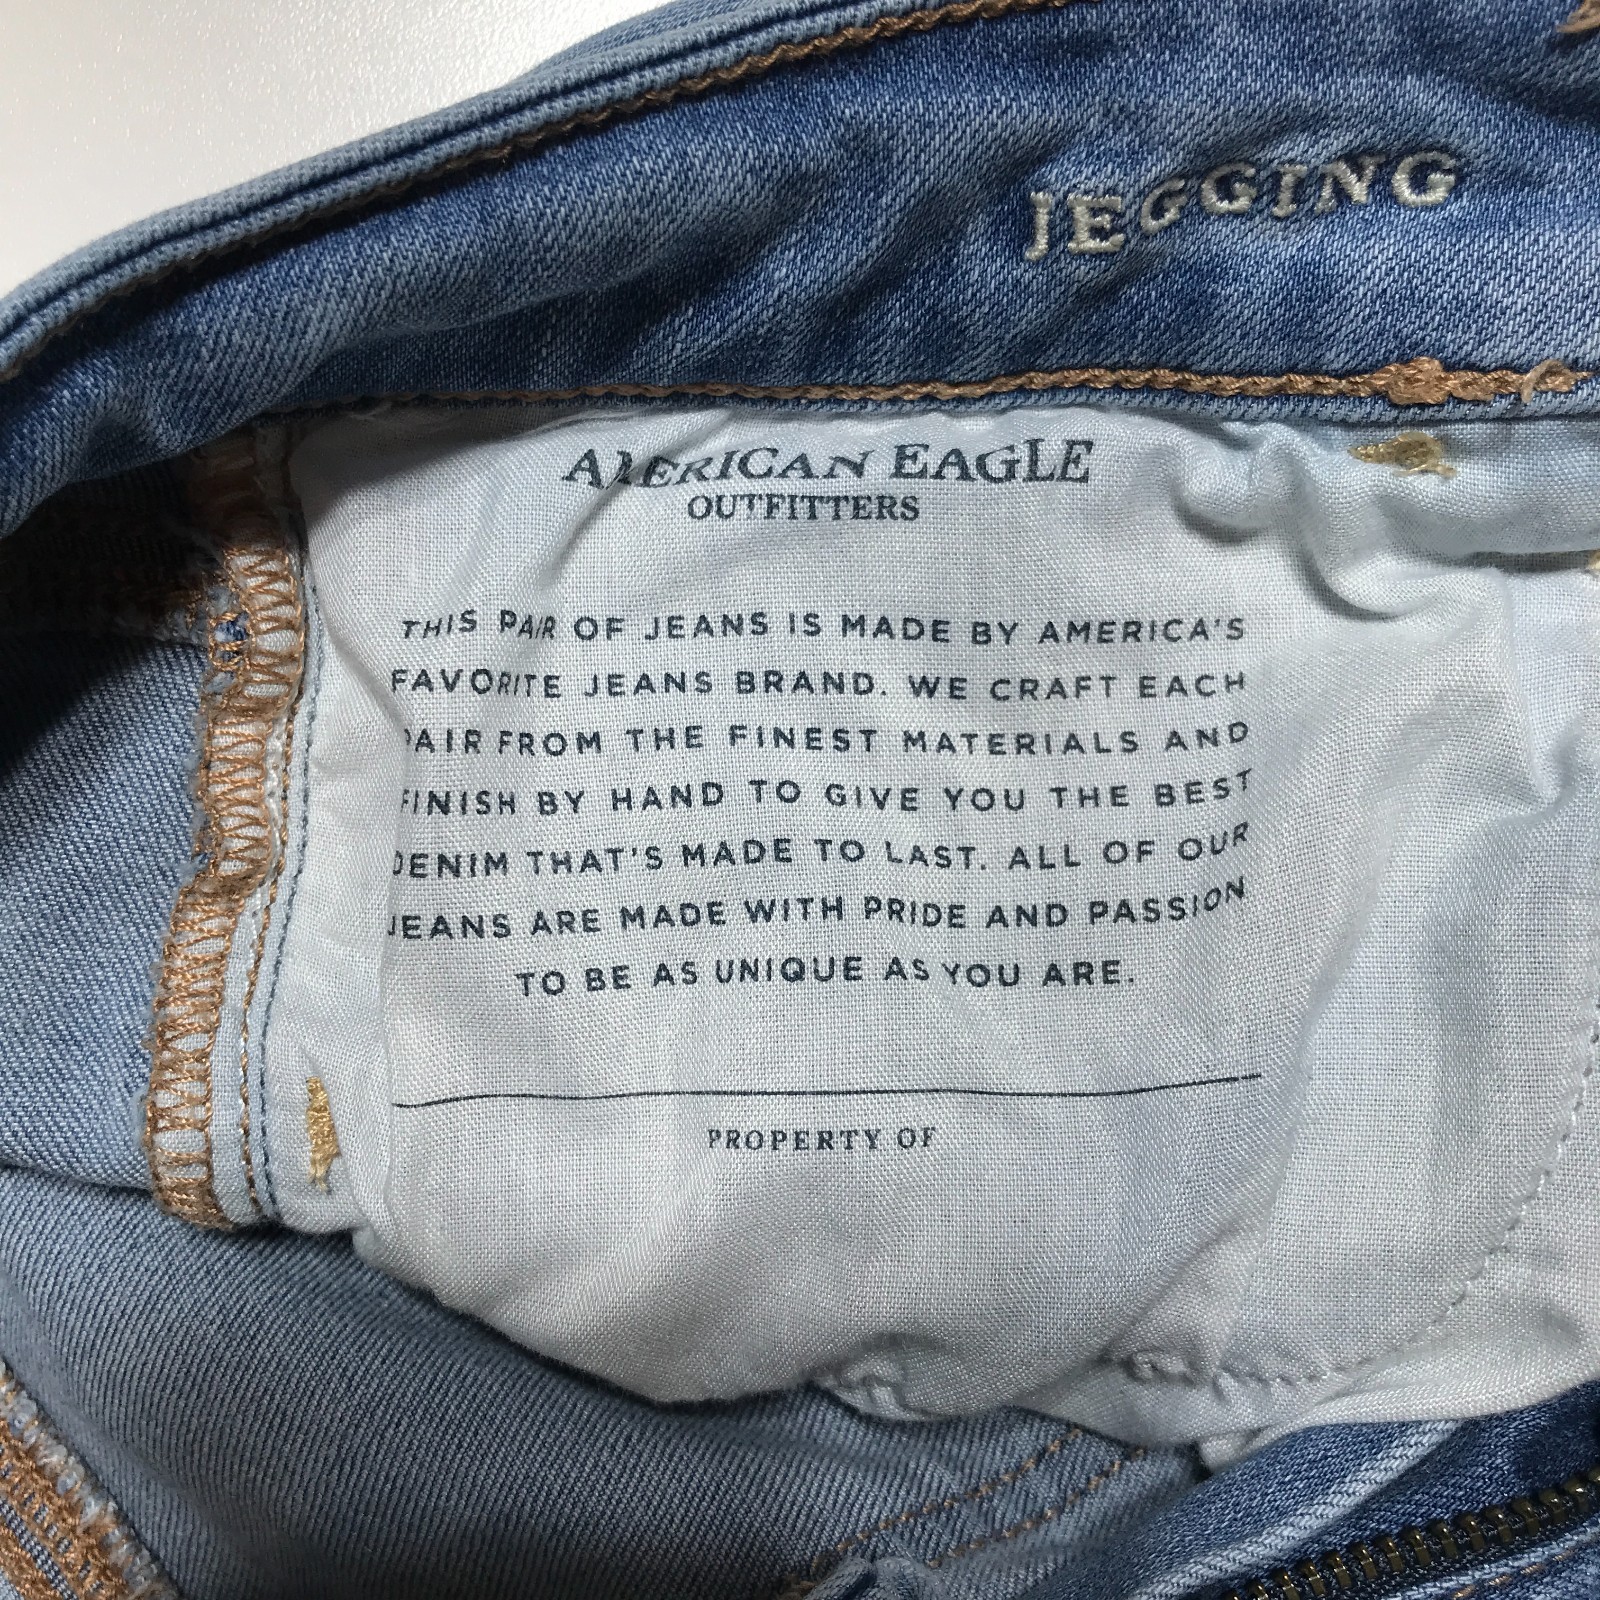 JEGGING
AMERICAN EAGLE
OUTFITTERS
THIS PAIR OF JEANS IS MADE BY AMERICA'S
FAVORITE JEANS BRAND. WE CRAFT EACH
PAIR FROM THE FINEST MATERIALS AND
FINISH BY HAND TO GIVE YOU THE BEST
DENIM THAT'S MADE TO LAST. ALL OF OUR
JEANS ARE MADE WITH PRIDE AND PASSION
TO BE AS UNIQUE AS YOU ARE.
PROPERTY OF